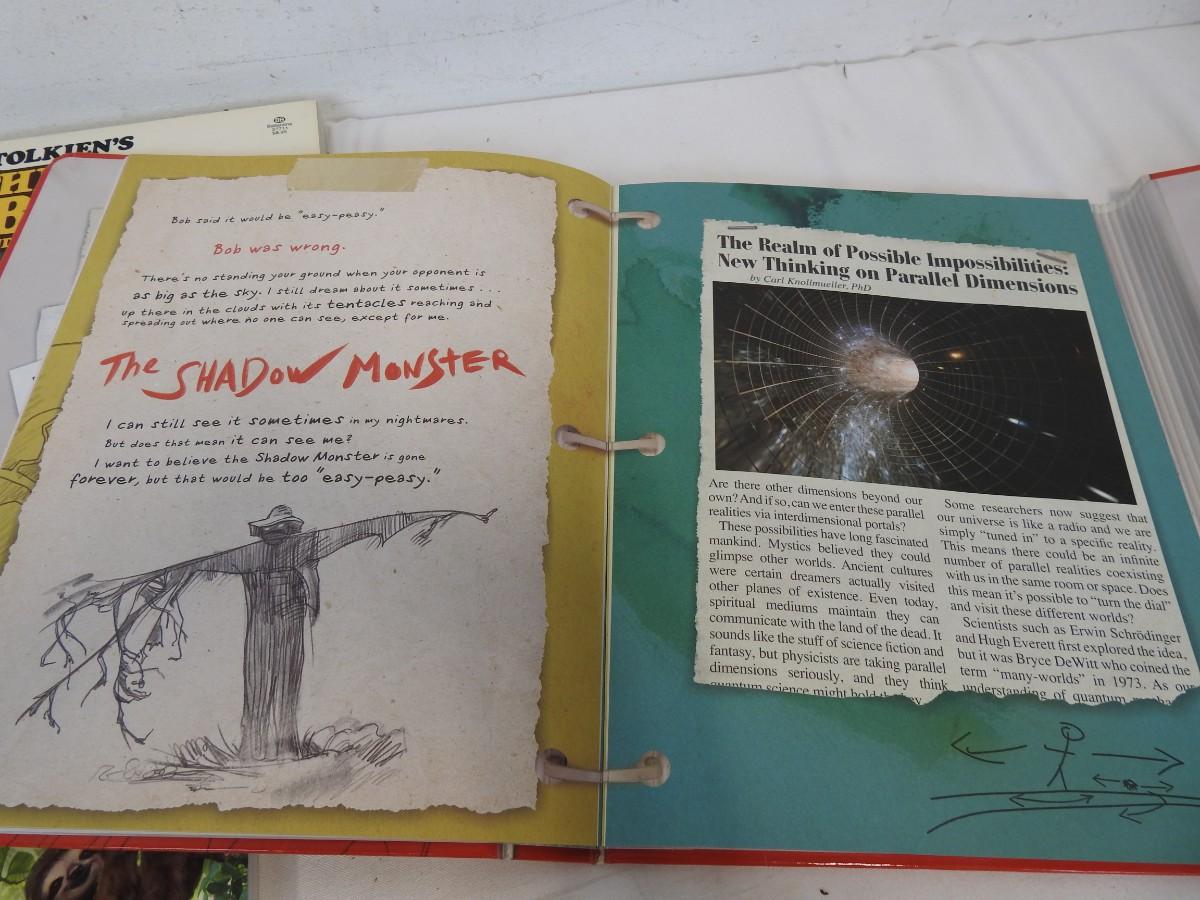 TOLKIEN'S
Bob said it would be "easy-peasy."
Bob was wrong.
There's no standing your ground when your opponent is
as big as the sky. I still dream about it sometimes . . .
up there in the clouds with its tentacles reaching and
spreading out where no one can see, except for me.
The SHADOW MONSTER
I can still see it sometimes in my nightmares.
But does that mean it can see me?
I want to believe the Shadow Monster is gone
forever, but that would be too "easy-peasy."
The Realm of Possible Impossibilities:
New Thinking on Parallel Dimensions
by Carl Knollmueller, PhD
Are there other dimensions beyond our
own? And if so, can we enter these parallel
realities via interdimensional portals?
These possibilities have long fascinated
mankind. Mystics believed they could
glimpse other worlds. Ancient cultures
were certain dreamers actually visited
other planes of existence. Even today,
spiritual mediums maintain they can
communicate with the land of the dead. It
sounds like the stuff of science fiction and
fantasy, but physicists are taking parallel
dimensions seriously, and they think
quantum science might hold
Some researchers now suggest that
our universe is like a radio and we are
simply "tuned in" to a specific reality.
This means there could be an infinite
number of parallel realities coexisting
with us in the same room or space. Does
this mean it's possible to "turn the dial"
and visit these different worlds?
Scientists such as Erwin Schrödinger
and Hugh Everett first explored the idea,
but it was Bryce DeWitt who coined the
term "many-worlds" in 1973. As our
understanding of quantum